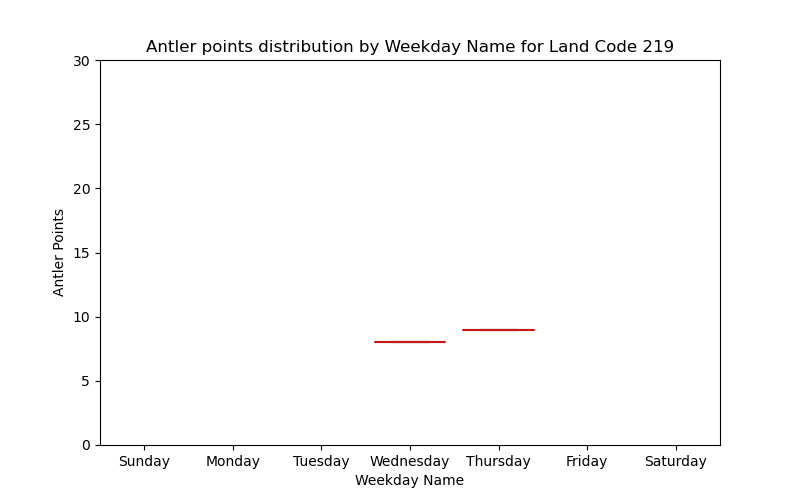 Antler points distribution by Weekday Name for Land Code 219
30
25
20
15
10
5
0
Antler Points
Sunday Monday Tuesday Wednesday Thursday Friday Saturday
Weekday Name